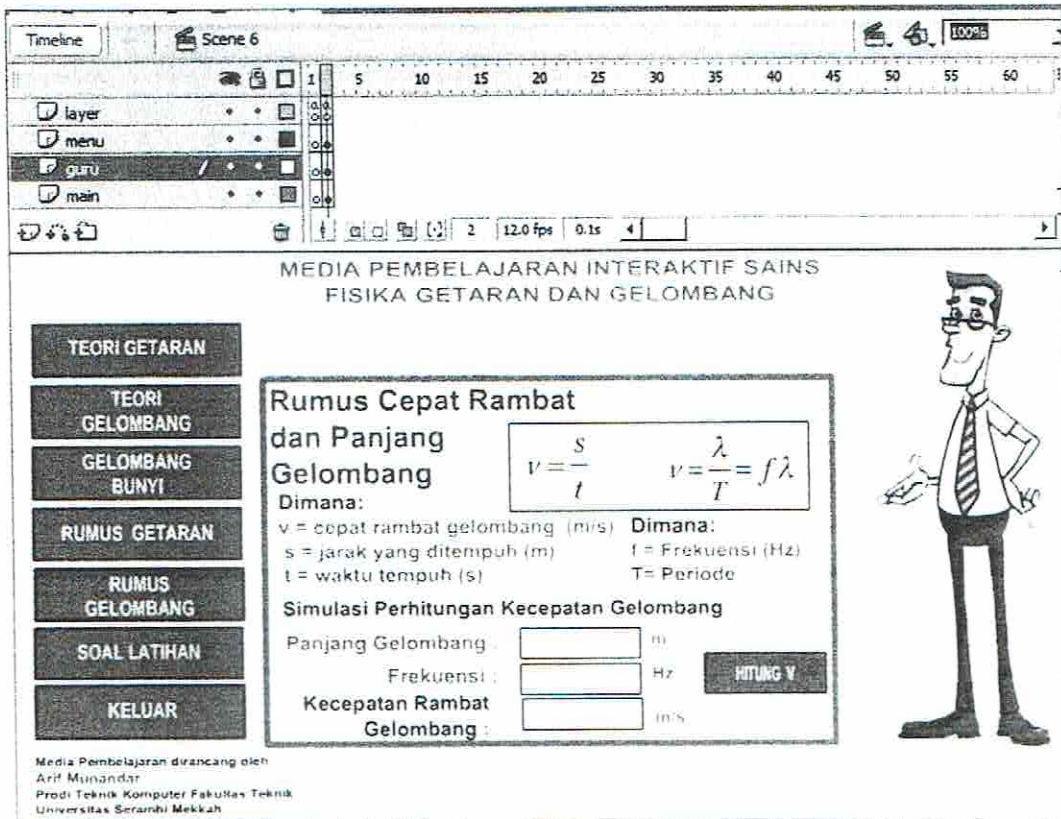 Timeline
Scene 6
100%
1 5 10 15 20 25 30 35 40 45 50 55 60
layer
menu
guru
main
2 12.0 fps 0.1s
MEDIA PEMBELAJARAN INTERAKTIF SAINS
FISIKA GETARAN DAN GELOMBANG
TEORI GETARAN
TEORI
GELOMBANG
GELOMBANG
BUNYI
RUMUS GETARAN
RUMUS
GELOMBANG
SOAL LATIHAN
KELUAR
Rumus Cepat Rambat
dan Panjang
Gelombang
v = s/t
v = λ/T = fλ
Dimana:
v = cepat rambat gelombang (m/s)
s = jarak yang ditempuh (m)
t = waktu tempuh (s)
Dimana:
f = Frekuensi (Hz)
T= Periode
Simulasi Perhitungan Kecepatan Gelombang
Panjang Gelombang : m
Frekuensi : Hz
HITUNG V
Kecepatan Rambat
Gelombang : m/s
Media Pembelajaran dirancang oleh
Arif Munandar
Prodi Teknik Komputer Fakultas Teknik
Universitas Serambi Mekkah